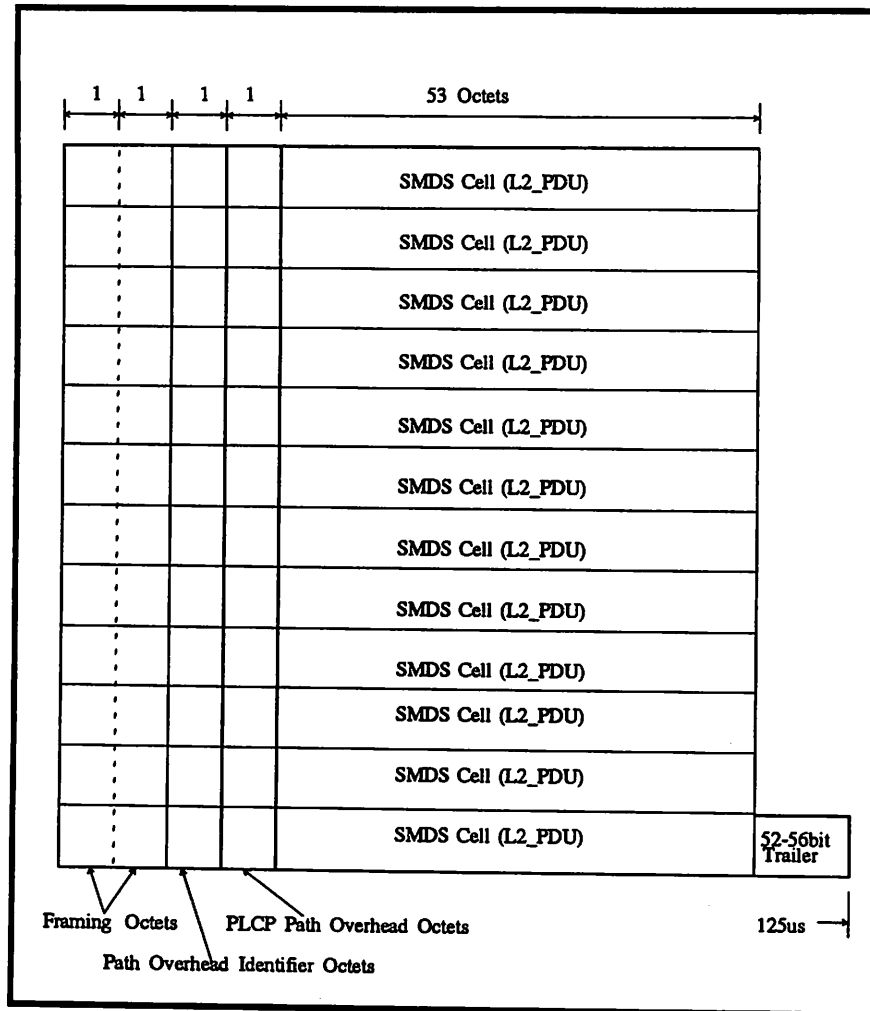 1 1 1 1 53 Octets
SMDS Cell (L2_PDU)
SMDS Cell (L2_PDU)
SMDS Cell (L2_PDU)
SMDS Cell (L2_PDU)
SMDS Cell (L2_PDU)
SMDS Cell (L2_PDU)
SMDS Cell (L2_PDU)
SMDS Cell (L2_PDU)
SMDS Cell (L2_PDU)
SMDS Cell (L2_PDU)
SMDS Cell (L2_PDU)
SMDS Cell (L2_PDU)
52-56bit
Trailer
Framing Octets PLCP Path Overhead Octets 125us
Path Overhead Identifier Octets